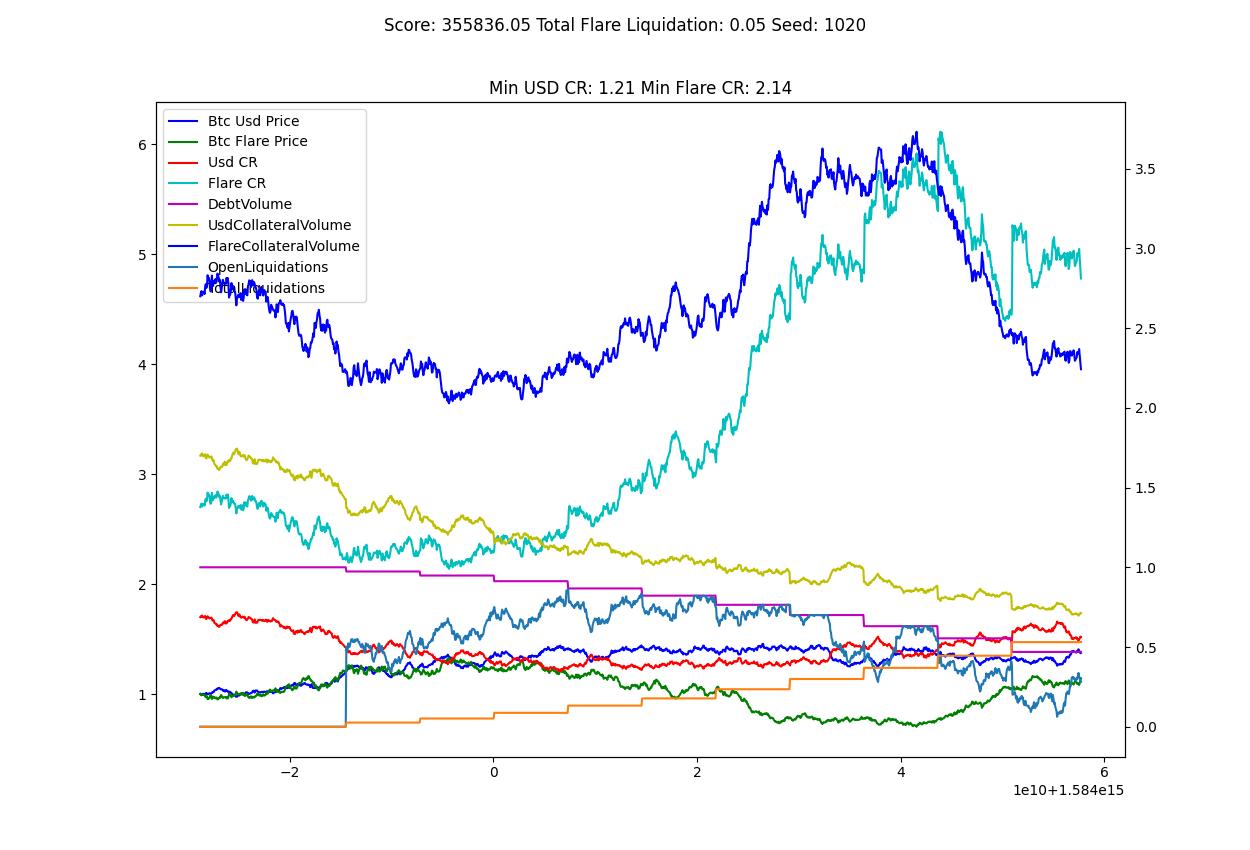 Score: 355836.05 Total Flare Liquidation: 0.05 Seed: 1020
Min USD CR: 1.21 Min Flare CR: 2.14
Btc Usd Price
Btc Flare Price
Usd CR
Flare CR
DebtVolume
UsdCollateralVolume
FlareCollateralVolume
OpenLiquidations
TotalLiquidations
6
5
4
3
2
1
3.5
3.0
2.5
2.0
1.5
1.0
0.5
0.0
−2
0
2
4
6
1e10+1.584e15